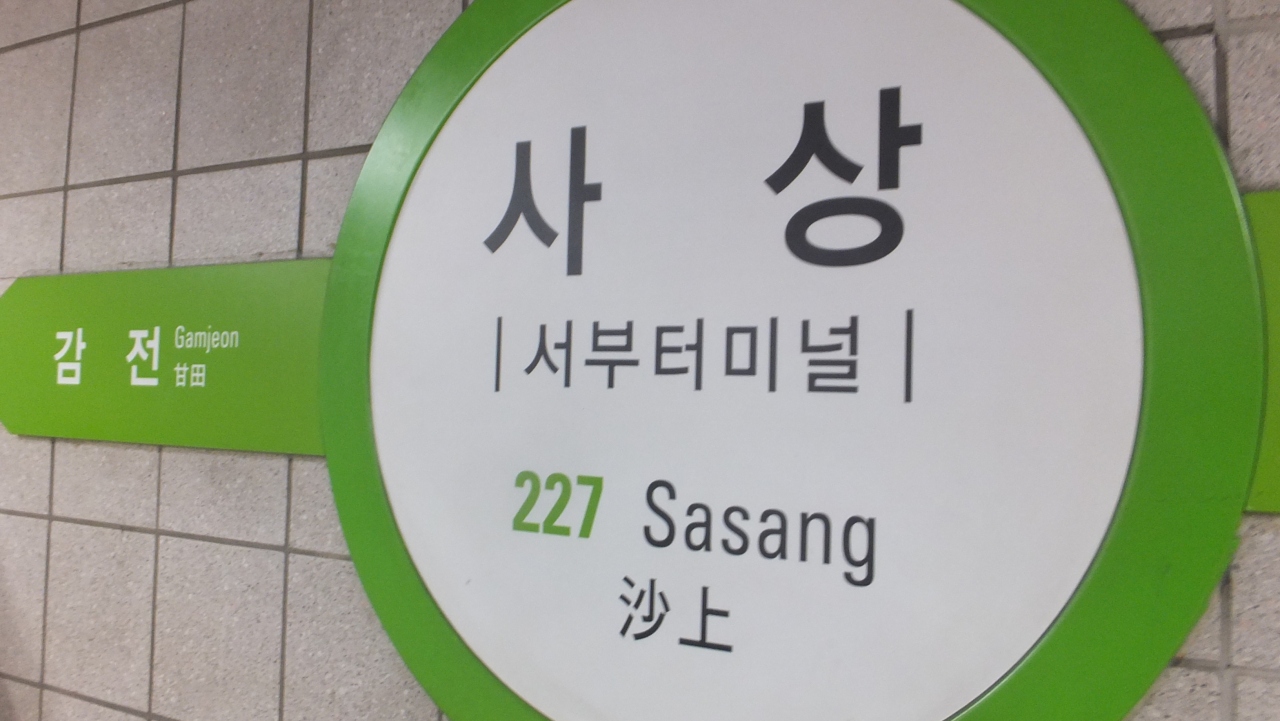 감 전 Gamjeon
甘田
사 상
|서부터미널|
227 Sasang
沙上